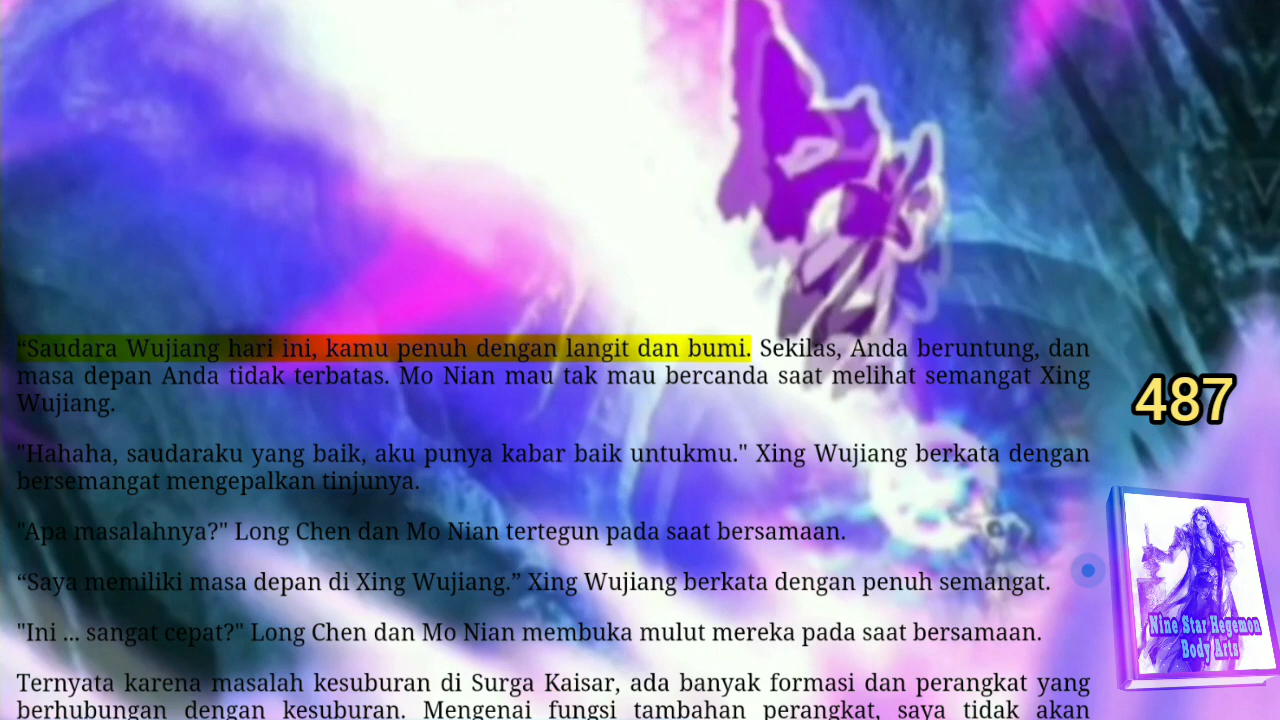 “Saudara Wujiang hari ini, kamu penuh dengan langit dan bumi. Sekilas, Anda beruntung, dan
masa depan Anda tidak terbatas. Mo Nian mau tak mau bercanda saat melihat semangat Xing
Wujiang.
"Hahaha, saudaraku yang baik, aku punya kabar baik untukmu." Xing Wujiang berkata dengan
bersemangat mengepalkan tinjunya.
"Apa masalahnya?" Long Chen dan Mo Nian tertegun pada saat bersamaan.
“Saya memiliki masa depan di Xing Wujiang.” Xing Wujiang berkata dengan penuh semangat.
"Ini ... sangat cepat?" Long Chen dan Mo Nian membuka mulut mereka pada saat bersamaan.
Ternyata karena masalah kesuburan di Surga Kaisar, ada banyak formasi dan perangkat yang
berhubungan dengan kesuburan. Mengenai fungsi tambahan perangkat, saya tidak akan
487
Nine Star Hegemon
Body Arts